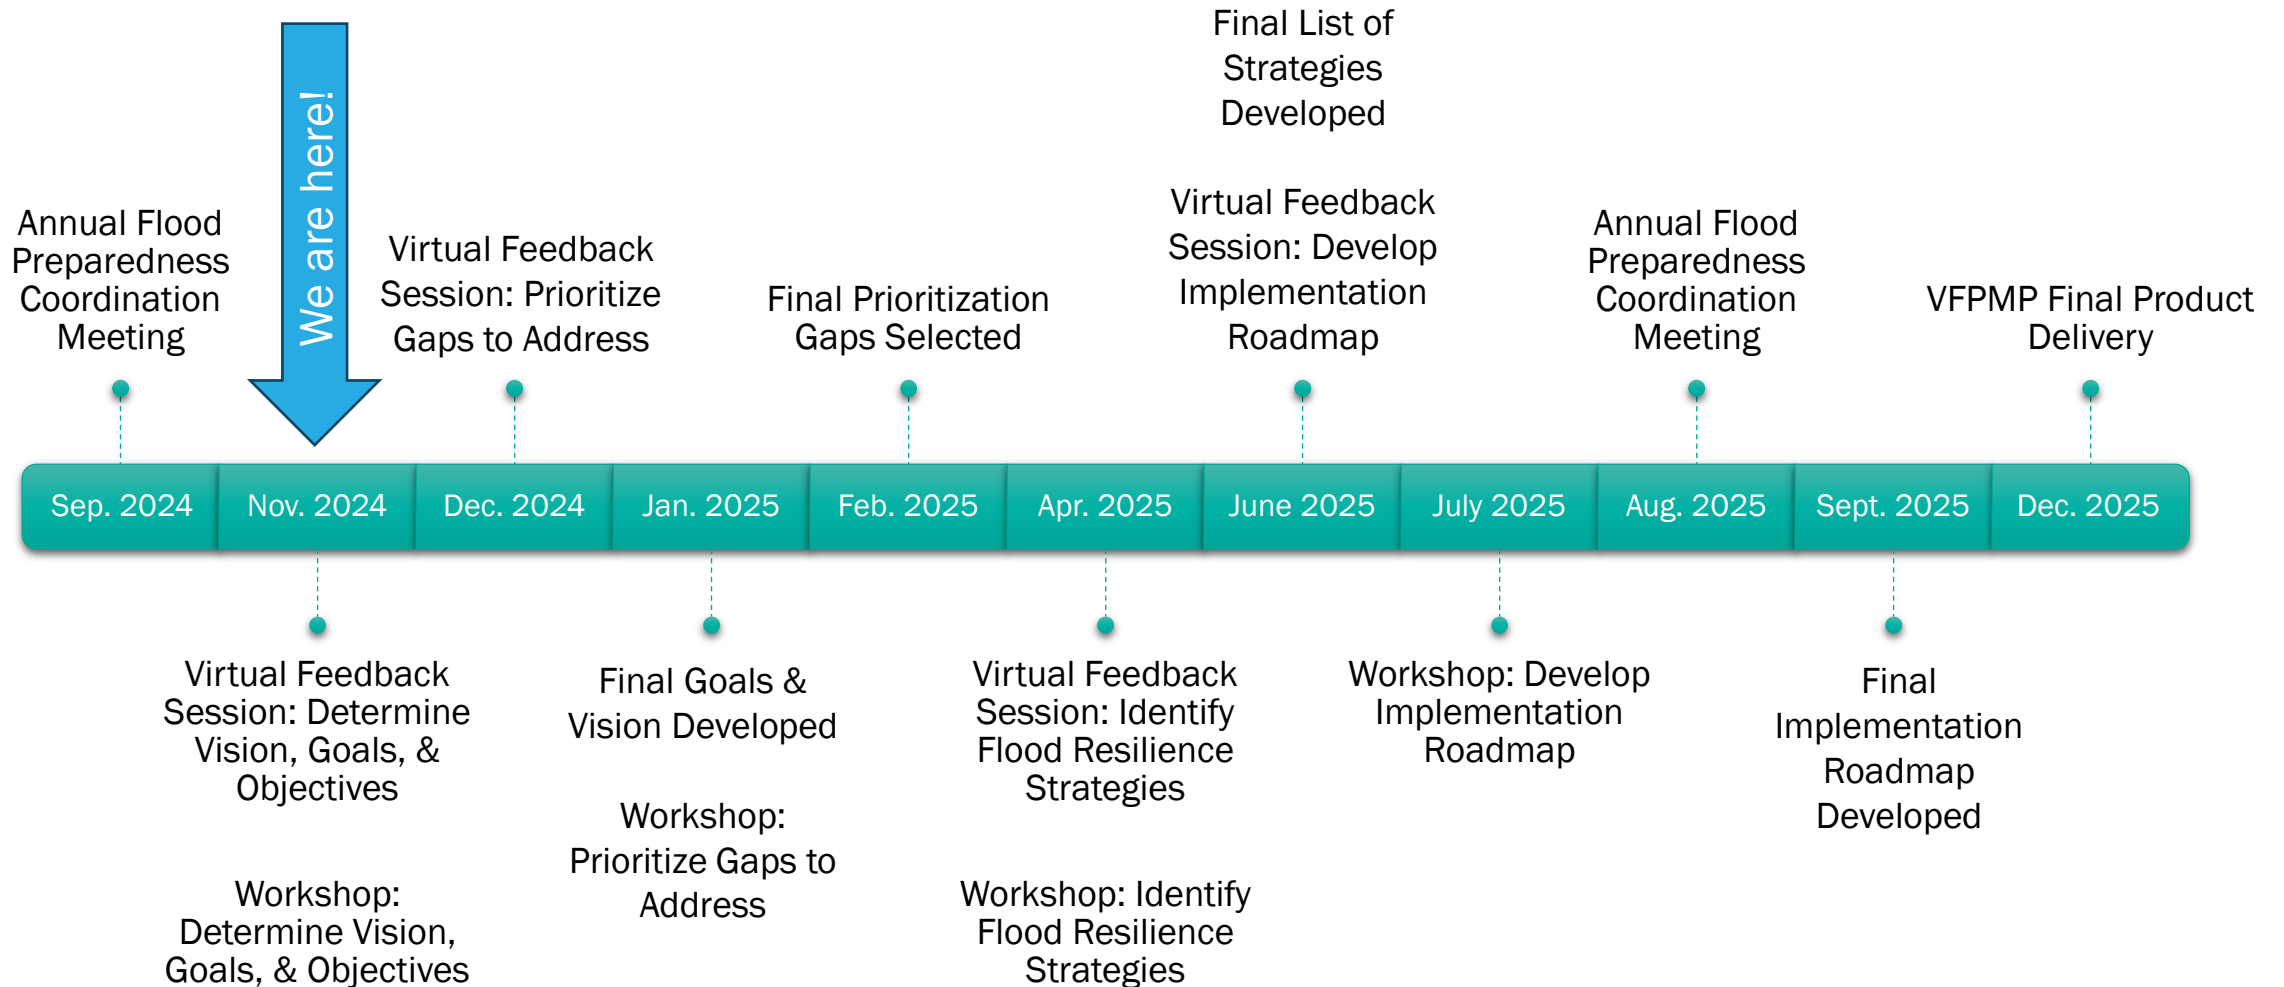 We are here!
Annual Flood
Preparedness
Coordination
Meeting
Virtual Feedback
Session: Prioritize
Gaps to Address
Final Prioritization
Gaps Selected
Final List of
Strategies
Developed
Virtual Feedback
Session: Develop
Implementation
Roadmap
Annual Flood
Preparedness
Coordination
Meeting
VFPMP Final Product
Delivery
Sep. 2024
Nov. 2024
Dec. 2024
Jan. 2025
Feb. 2025
Apr. 2025
June 2025
July 2025
Aug. 2025
Sept. 2025
Dec. 2025
Virtual Feedback
Session: Determine
Vision, Goals, &
Objectives
Workshop:
Determine Vision,
Goals, & Objectives
Final Goals &
Vision Developed
Workshop:
Prioritize Gaps to
Address
Virtual Feedback
Session: Identify
Flood Resilience
Strategies
Workshop: Identify
Flood Resilience
Strategies
Workshop: Develop
Implementation
Roadmap
Final
Implementation
Roadmap
Developed